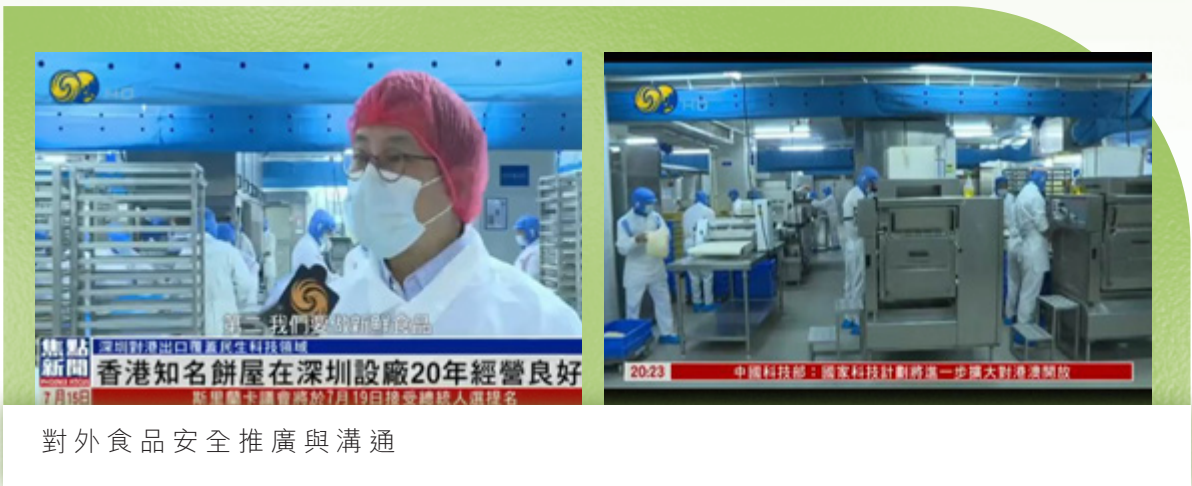 HD
第二 我們要做新鮮食品
焦點新聞
PHOENIX FOCUS
深圳對港出口覆蓋民生科技領域
香港知名餅屋在深圳設廠20年經營良好
7月15日
斯里蘭卡議會將於7月19日接受總統人選提名
HD
20:23
中國科技部：國家科技計劃將進一步擴大對港澳開放
對外食品安全推廣與溝通